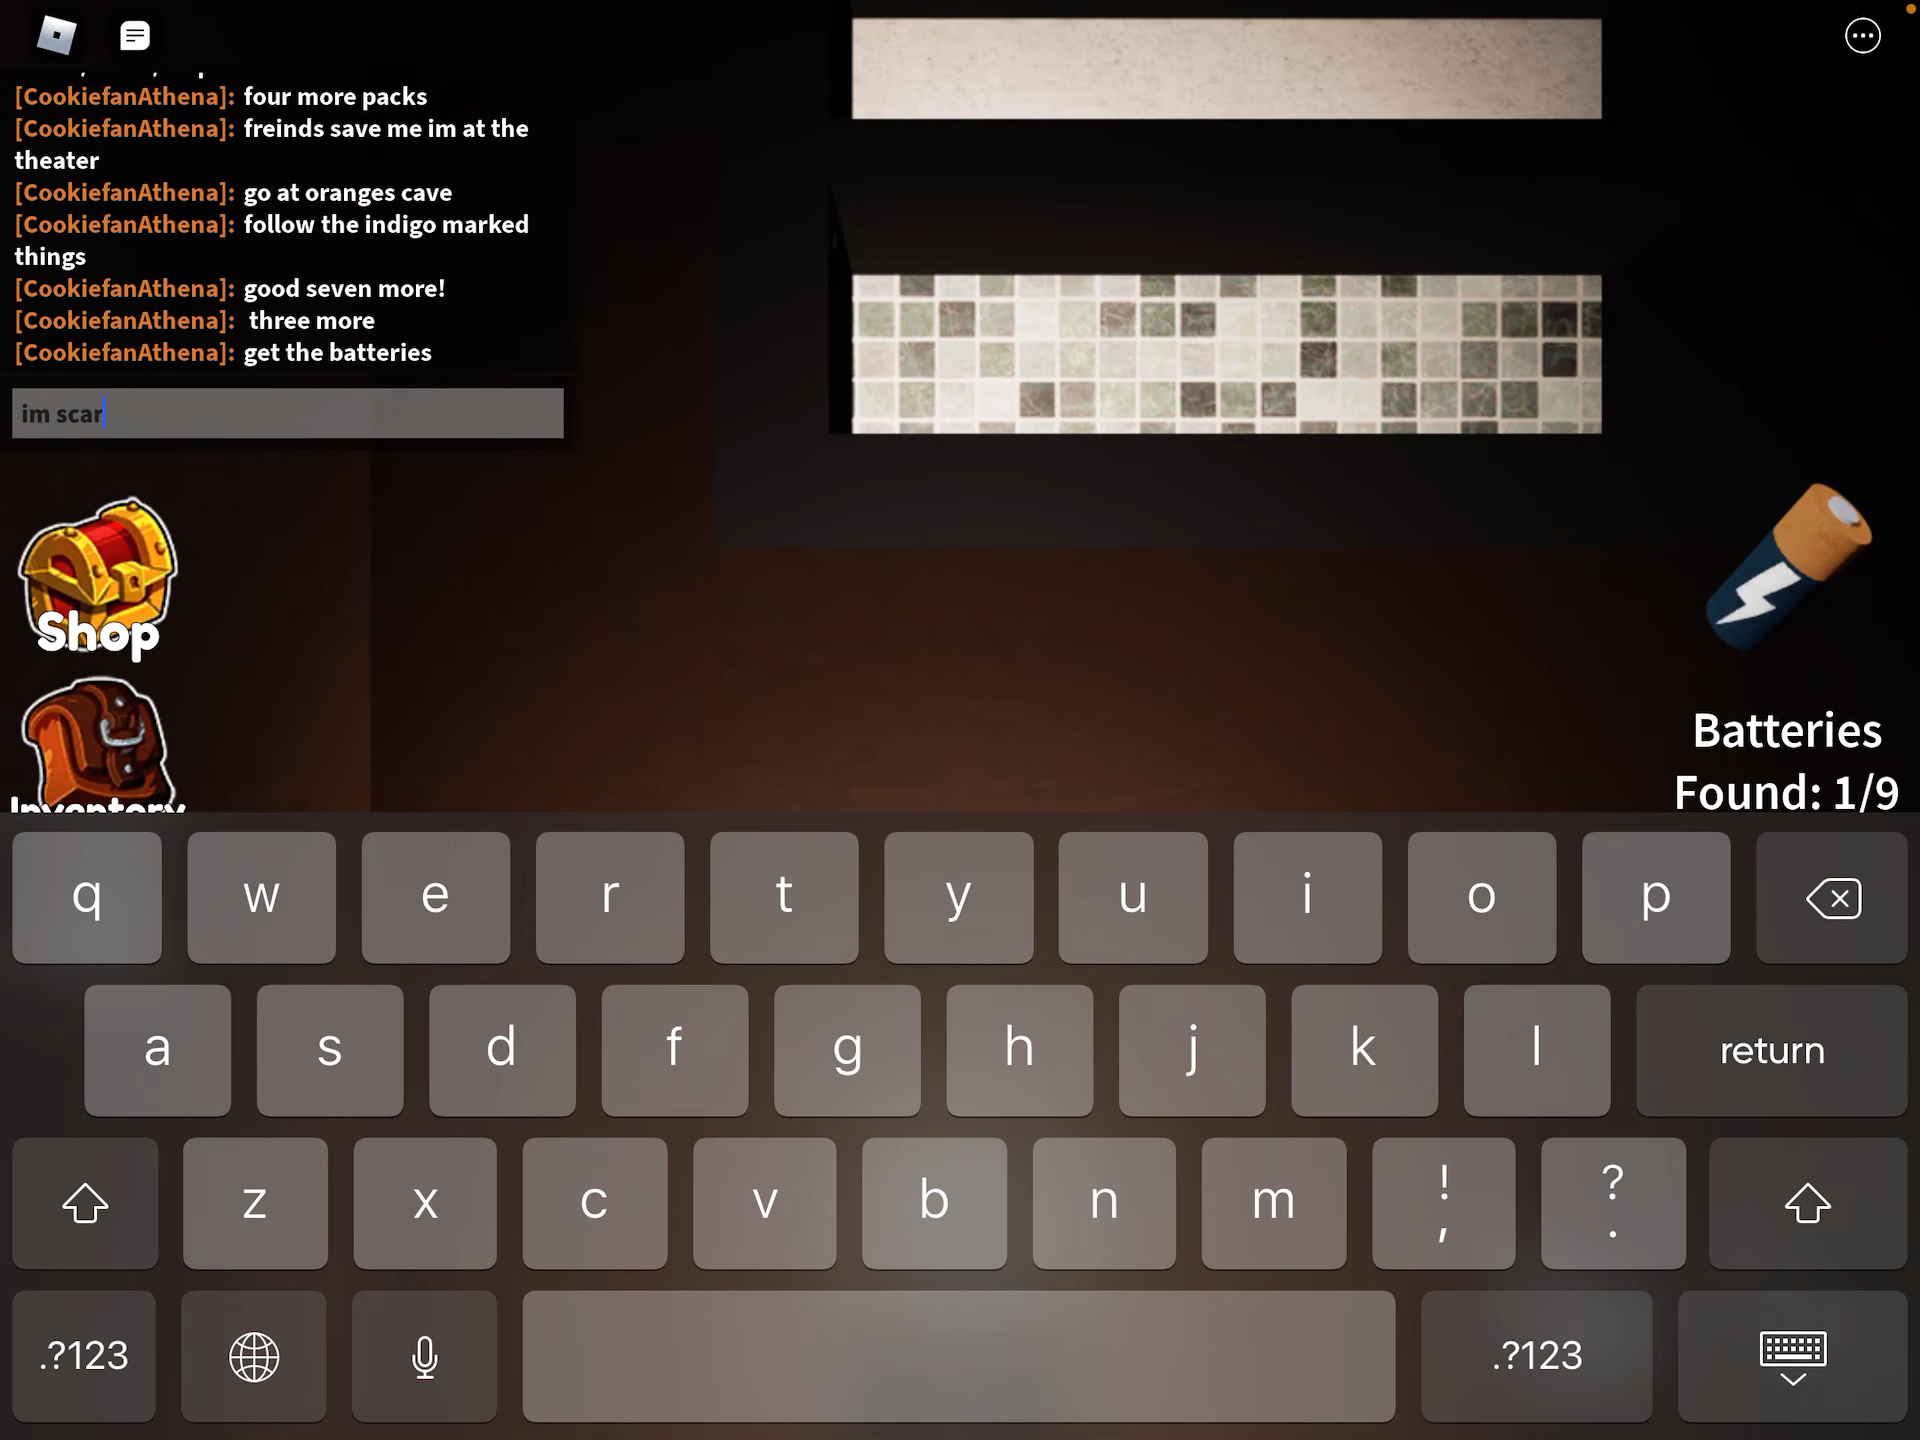 [CookiefanAthena]: four more packs
[CookiefanAthena]: freinds save me im at the
theater
[CookiefanAthena]: go at oranges cave
[CookiefanAthena]: follow the indigo marked
things
[CookiefanAthena]: good seven more!
[CookiefanAthena]: three more
[CookiefanAthena]: get the batteries
im scar
Shop
Inventory
Batteries
Found: 1/9
q w e r t y u i o p
a s d f g h j k l return
z x c v b n m ! , ? .
.?123 .?123